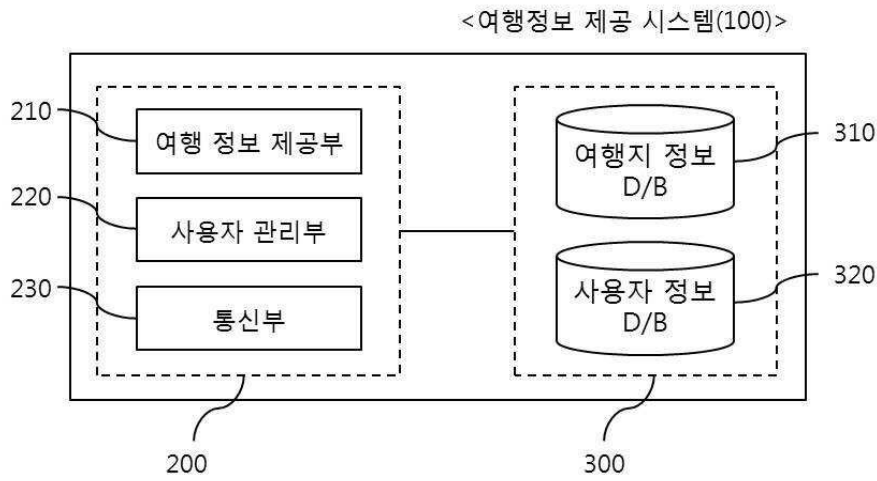 <여행정보 제공 시스템(100)>
210
여행 정보 제공부
220
사용자 관리부
230
통신부
200
여행지 정보
D/B
310
사용자 정보
D/B
320
300